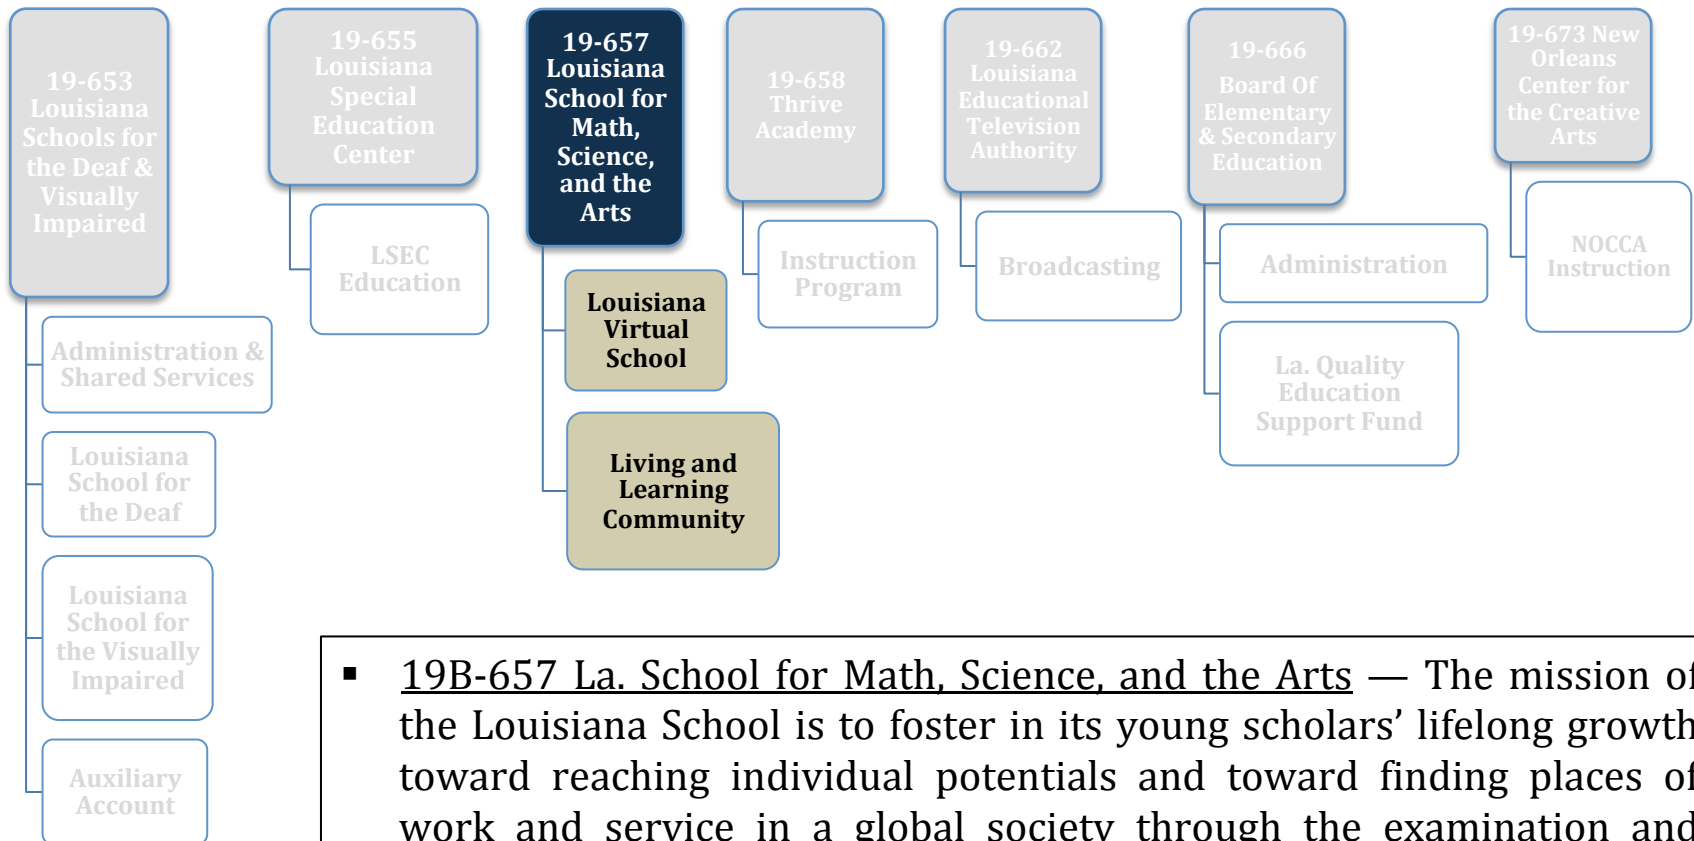 19-653
Louisiana
Schools for
the Deaf &
Visually
Impaired
Administration &
Shared Services
Louisiana
School for
the Deaf
Louisiana
School for
the Visually
Impaired
Auxiliary
Account
19-655
Louisiana
Special
Education
Center
LSEC
Education
19-657
Louisiana
School for
Math,
Science,
and the
Arts
Louisiana
Virtual
School
Living and
Learning
Community
19-658
Thrive
Academy
Instruction
Program
19-662
Louisiana
Educational
Television
Authority
Broadcasting
19-666
Board Of
Elementary
& Secondary
Education
Administration
La. Quality
Education
Support Fund
19-673 New
Orleans
Center for
the Creative
Arts
NOCCA
Instruction
▪ 19B-657 La. School for Math, Science, and the Arts — The mission of
the Louisiana School is to foster in its young scholars’ lifelong growth
toward reaching individual potentials and toward finding places of
work and service in a global society through the examination and